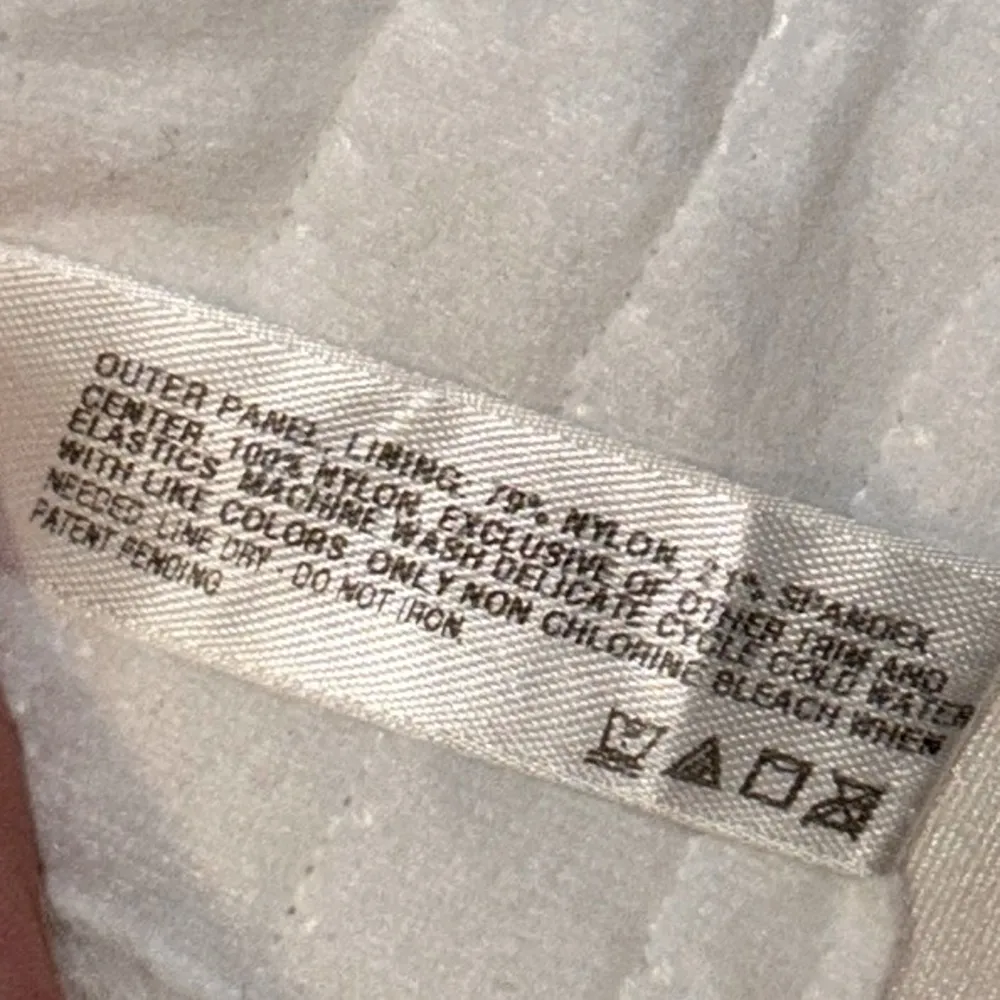 OUTER PANEL, LINING: 79% NYLON, 21% SPANDEX
CENTER: 100% NYLON. EXCLUSIVE OF OTHER TRIM AND
ELASTICS MACHINE WASH DELICATE CYCLE COLD WATER
WITH LIKE COLORS ONLY NON CHLORINE BLEACH WHEN
NEEDED LINE DRY. DO NOT IRON.
PATENT PENDING